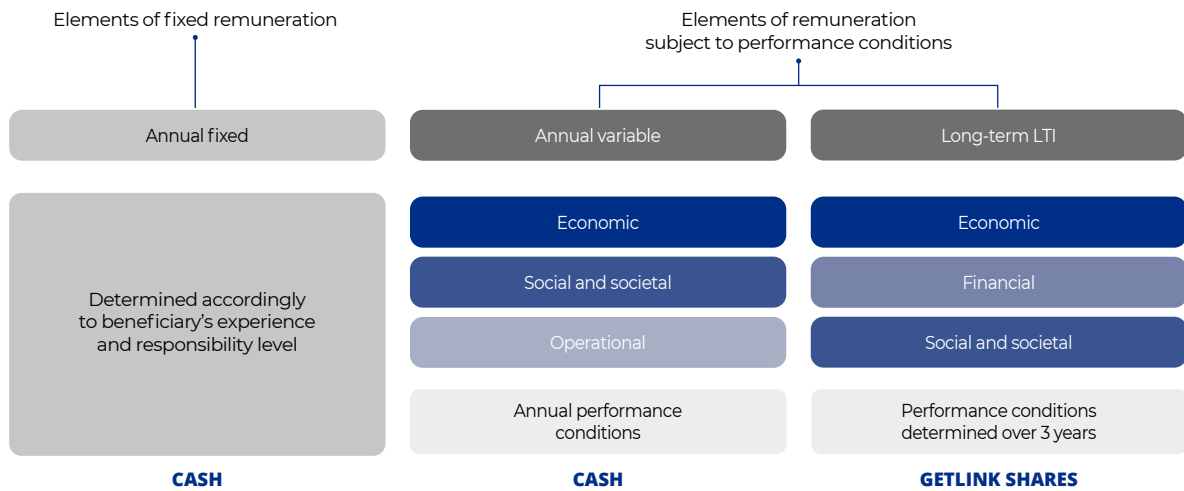 Elements of fixed remuneration
Elements of remuneration
subject to performance conditions
Annual fixed
Annual variable
Long-term LTI
Determined accordingly
to beneficiary's experience
and responsibility level
Economic
Social and societal
Operational
Annual performance
conditions
Economic
Financial
Social and societal
Performance conditions
determined over 3 years
CASH
CASH
GETLINK SHARES